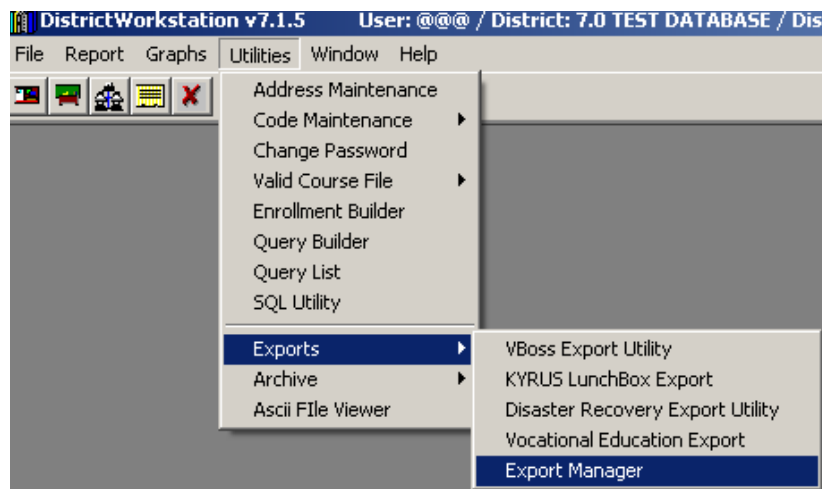 DistrictWorkstation v7.1.5 User: @@@ / District: 7.0 TEST DATABASE / Dis
File Report Graphs Utilities Window Help
Address Maintenance
Code Maintenance
Change Password
Valid Course File
Enrollment Builder
Query Builder
Query List
SQL Utility
Exports
Archive
Ascii FIle Viewer
VBoss Export Utility
KYRUS LunchBox Export
Disaster Recovery Export Utility
Vocational Education Export
Export Manager